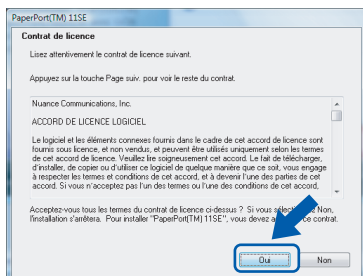 PaperPort(TM) 11SE
Contrat de licence
Lisez attentivement le contrat de licence suivant.
Appuyez sur la touche Page suiv. pour voir le reste du contrat.
Nuance Communications, Inc.
ACCORD DE LICENCE LOGICIEL
Le logiciel et les éléments connexes fournis dans le cadre de cet accord de licence sont
fournis sous licence, et non vendus, et peuvent être utilisés uniquement selon les termes
de cet accord de licence. Veuillez lire soigneusement cet accord. Le fait de télécharger,
d'installer, de copier ou d'utiliser ce logiciel de quelque manière que ce soit, vous engage
à respecter les termes et conditions de cet accord, et à devenir l'une des parties de cet
accord. Si vous n'acceptez pas l'un des termes ou l'une des conditions de cet accord,
Acceptez-vous tous les termes du contrat de licence ci-dessus ? Si vous Non,
l'installation s'arrêtera. Pour installer "PaperPort(TM) 11SE", vous devez contrat.
Oui
Non